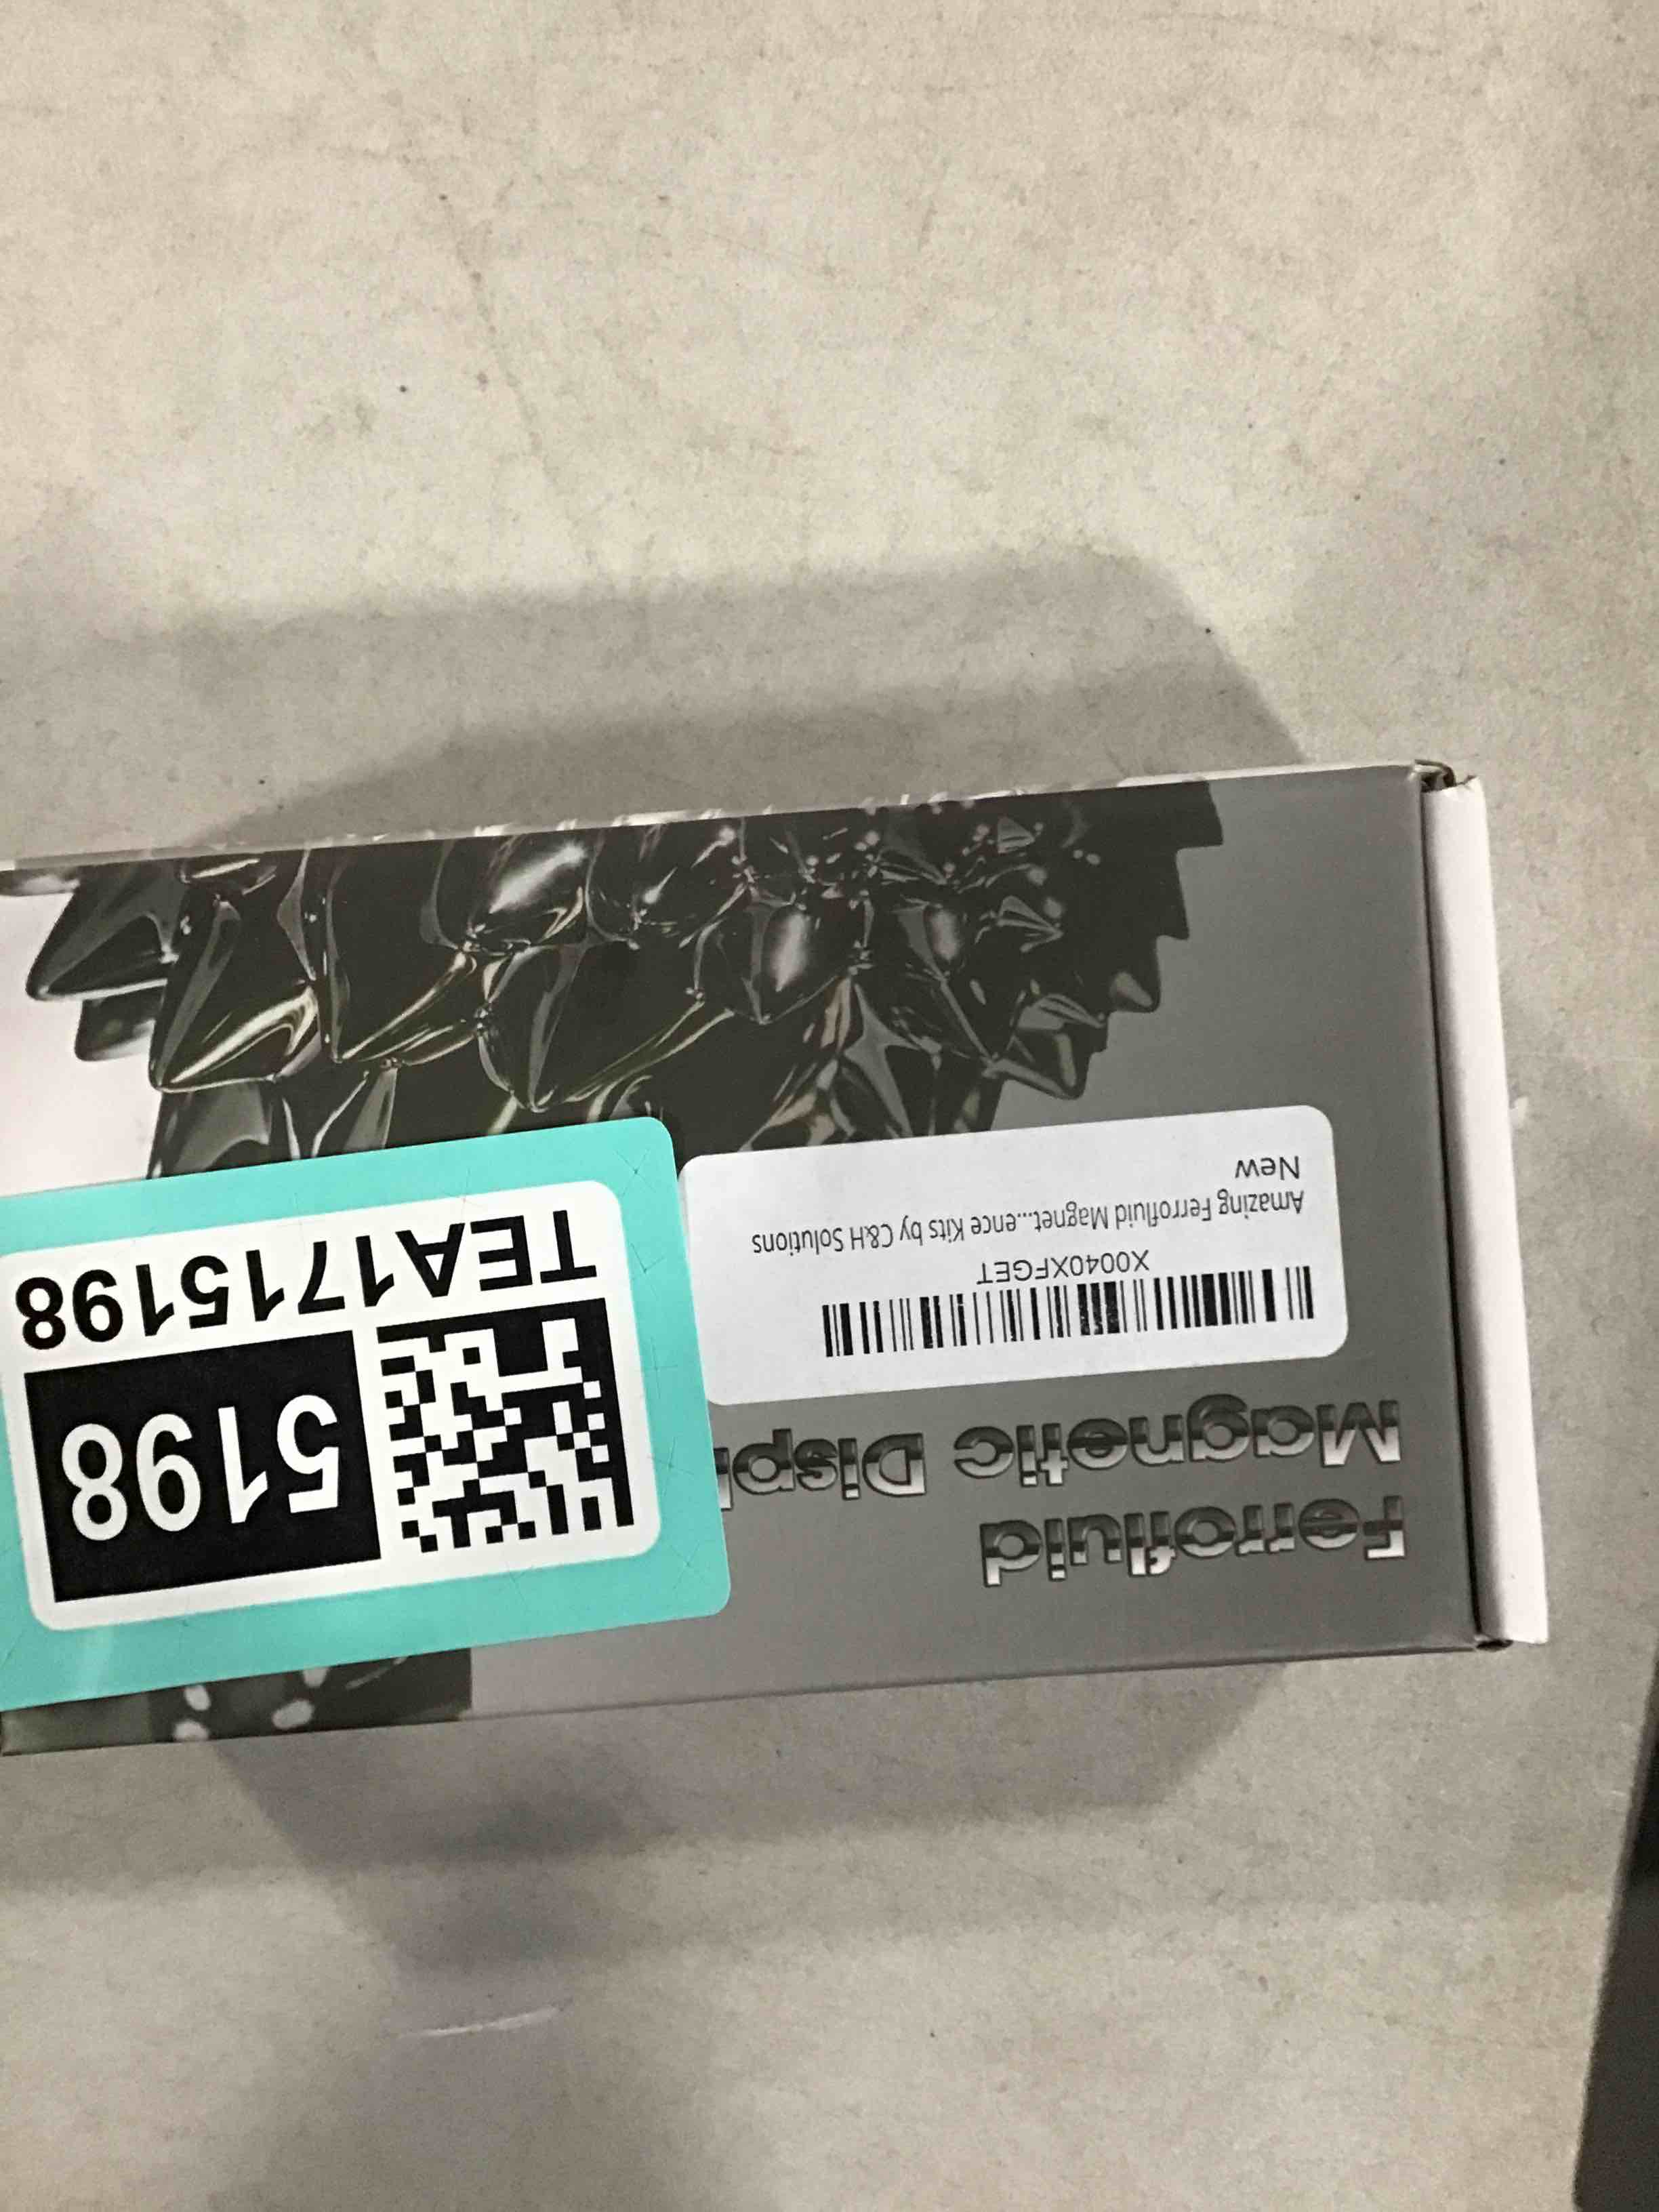 Ferrofluid
Magnetic Displ
X0040XFGET
Amazing Ferrofluid Magnet...ence Kits by C&H Solutions
New
5198
TEA1715198